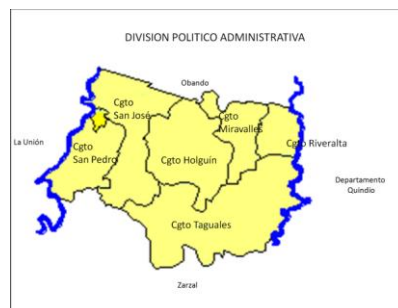 DIVISION POLITICO ADMINISTRATIVA
Obando
Cgto
San José
Cgto
Miravalles
La Unión
Cgto
San Pedro
Cgto Holguín
Cgto Riveralta
Departamento
Quindio
Cgto Taguales
Zarzal